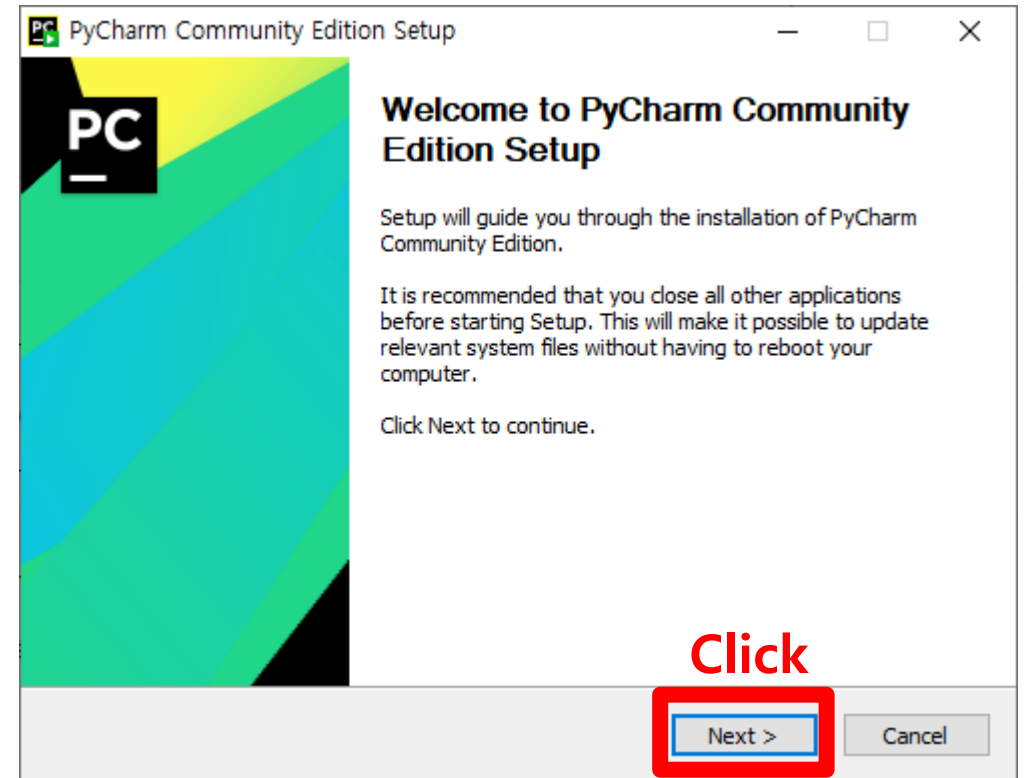 PyCharm Community Edition Setup
PC
Welcome to PyCharm Community
Edition Setup
Setup will guide you through the installation of PyCharm
Community Edition.
It is recommended that you close all other applications
before starting Setup. This will make it possible to update
relevant system files without having to reboot your
computer.
Click Next to continue.
Click
Next >
Cancel